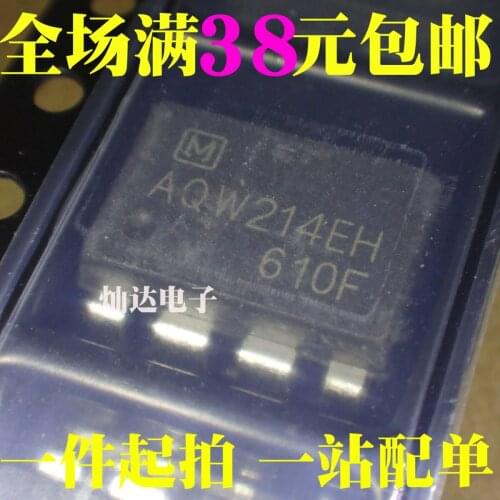 全场满38元包邮
M
AQW214EH
610F
灿达电子
一件起拍 一站配单